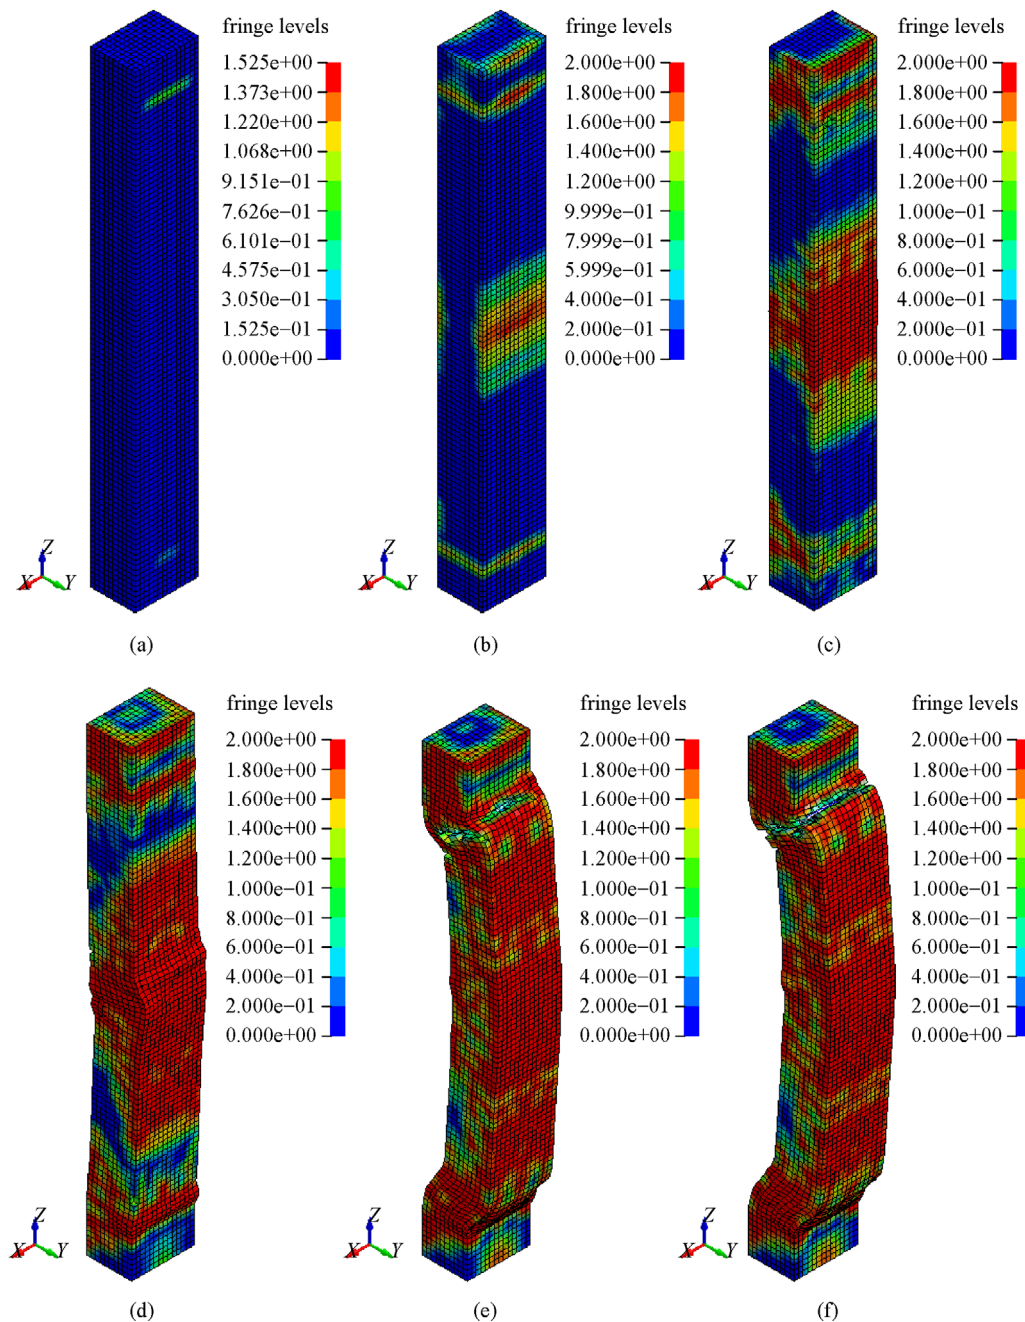 fringe levels
1.525e+00
1.373e+00
1.220e+00
1.068e+00
9.151e−01
7.626e−01
6.101e−01
4.575e−01
3.050e−01
1.525e−01
0.000e+00
Z
X
Y
(a)
fringe levels
2.000e+00
1.800e+00
1.600e+00
1.400e+00
1.200e+00
9.999e−01
7.999e−01
5.999e−01
4.000e−01
2.000e−01
0.000e+00
Z
X
Y
(b)
fringe levels
2.000e+00
1.800e+00
1.600e+00
1.400e+00
1.200e+00
1.000e−01
8.000e−01
6.000e−01
4.000e−01
2.000e−01
0.000e+00
Z
X
Y
(c)
fringe levels
2.000e+00
1.800e+00
1.600e+00
1.400e+00
1.200e+00
1.000e−01
8.000e−01
6.000e−01
4.000e−01
2.000e−01
0.000e+00
Z
X
Y
(d)
fringe levels
2.000e+00
1.800e+00
1.600e+00
1.400e+00
1.200e+00
1.000e−01
8.000e−01
6.000e−01
4.000e−01
2.000e−01
0.000e+00
Z
X
Y
(e)
fringe levels
2.000e+00
1.800e+00
1.600e+00
1.400e+00
1.200e+00
1.000e−01
8.000e−01
6.000e−01
4.000e−01
2.000e−01
0.000e+00
Z
X
Y
(f)